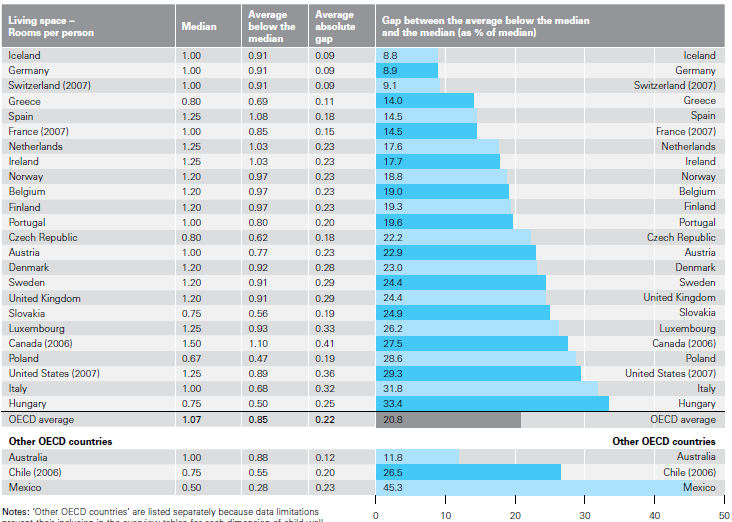 Living space – Rooms per person Median Average below the median Average absolute gap Gap between the average below the median and the median (as % of median)
Iceland 1.00 0.91 0.09 8.8 Iceland
Germany 1.00 0.91 0.09 8.9 Germany
Switzerland (2007) 1.00 0.91 0.09 9.1 Switzerland (2007)
Greece 0.80 0.69 0.11 14.0 Greece
Spain 1.25 1.08 0.18 14.5 Spain
France (2007) 1.00 0.85 0.15 14.5 France (2007)
Netherlands 1.25 1.03 0.23 17.6 Netherlands
Ireland 1.25 1.03 0.23 17.7 Ireland
Norway 1.20 0.97 0.23 18.8 Norway
Belgium 1.20 0.97 0.23 19.0 Belgium
Finland 1.20 0.97 0.23 19.3 Finland
Portugal 1.00 0.80 0.20 19.6 Portugal
Czech Republic 0.80 0.62 0.18 22.2 Czech Republic
Austria 1.00 0.77 0.23 22.9 Austria
Denmark 1.20 0.92 0.28 23.0 Denmark
Sweden 1.20 0.91 0.29 24.4 Sweden
United Kingdom 1.20 0.91 0.29 24.4 United Kingdom
Slovakia 0.75 0.56 0.19 24.9 Slovakia
Luxembourg 1.25 0.93 0.33 26.2 Luxembourg
Canada (2006) 1.50 1.10 0.41 27.5 Canada (2006)
Poland 0.67 0.47 0.19 28.6 Poland
United States (2007) 1.25 0.89 0.36 29.3 United States (2007)
Italy 1.00 0.68 0.32 31.8 Italy
Hungary 0.75 0.50 0.25 33.4 Hungary
OECD average 1.07 0.85 0.22 20.8 OECD average
Other OECD countries Other OECD countries
Australia 1.00 0.88 0.12 11.8 Australia
Chile (2006) 0.75 0.55 0.20 26.5 Chile (2006)
Mexico 0.50 0.28 0.23 45.3 Mexico
0 10 20 30 40 50
Notes: 'Other OECD countries' are listed separately because data limitations